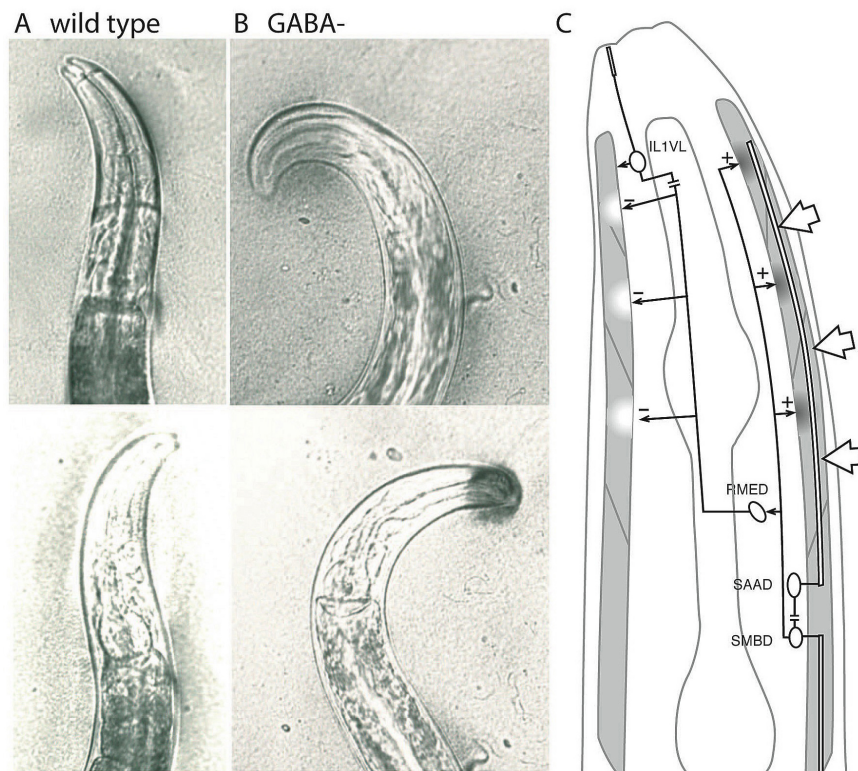 A wild type
B GABA-
C
IL1VL
+
-
+
-
+
-
RMED
SAAD
SMBD